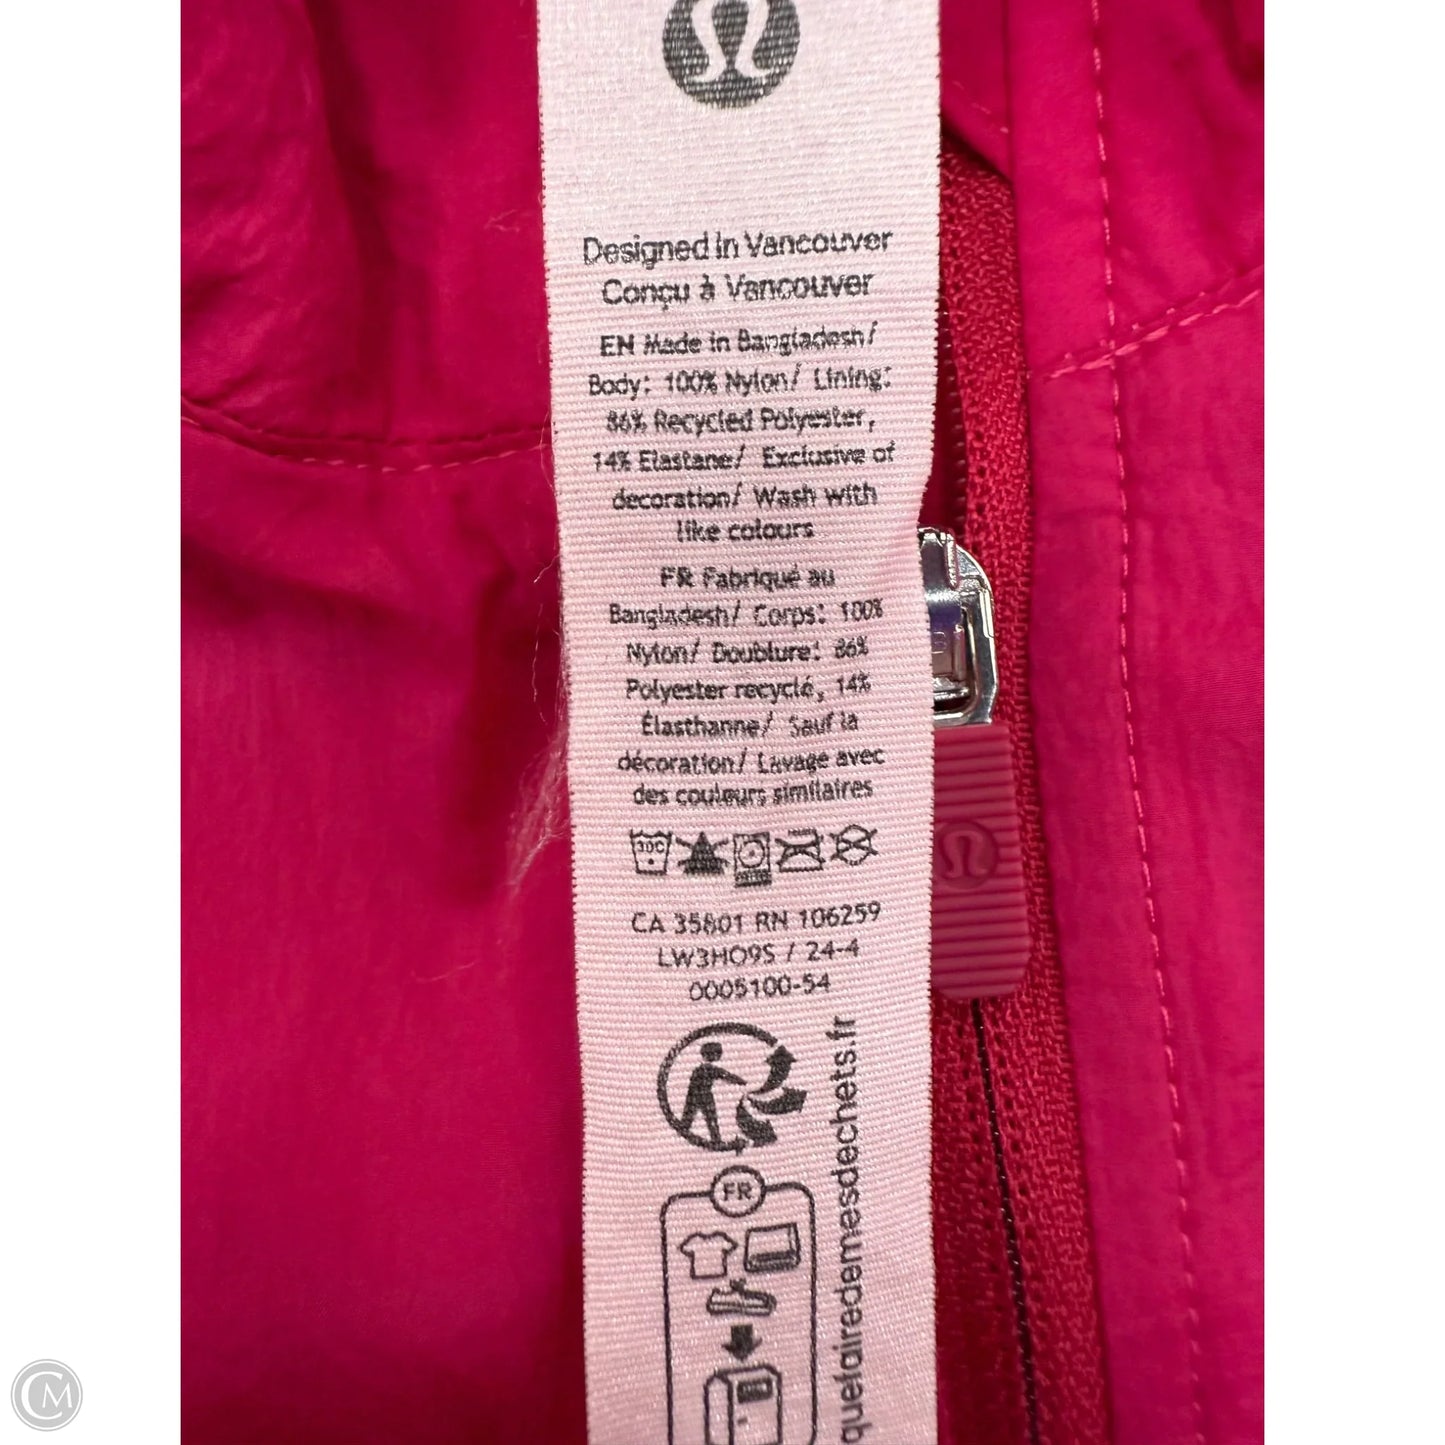 Designed in Vancouver
Conçu à Vancouver
EN Made in Bangladesh/
Body: 100% Nylon/ Lining:
86% Recycled Polyester,
14% Elastane/ Exclusive of
decoration/ Wash with
like colours
FR Fabriqué au
Bangladesh/ Corps: 100%
Nylon/ Doublure: 86%
Polyester recyclé, 14%
Élasthanne/ Sauf la
décoration/ Lavage avec
des couleurs similaires
30C
CA 35801 RN 106259
LW3HO9S / 24-4
0005100-54
FR
quefairedemesdechets.fr
CM